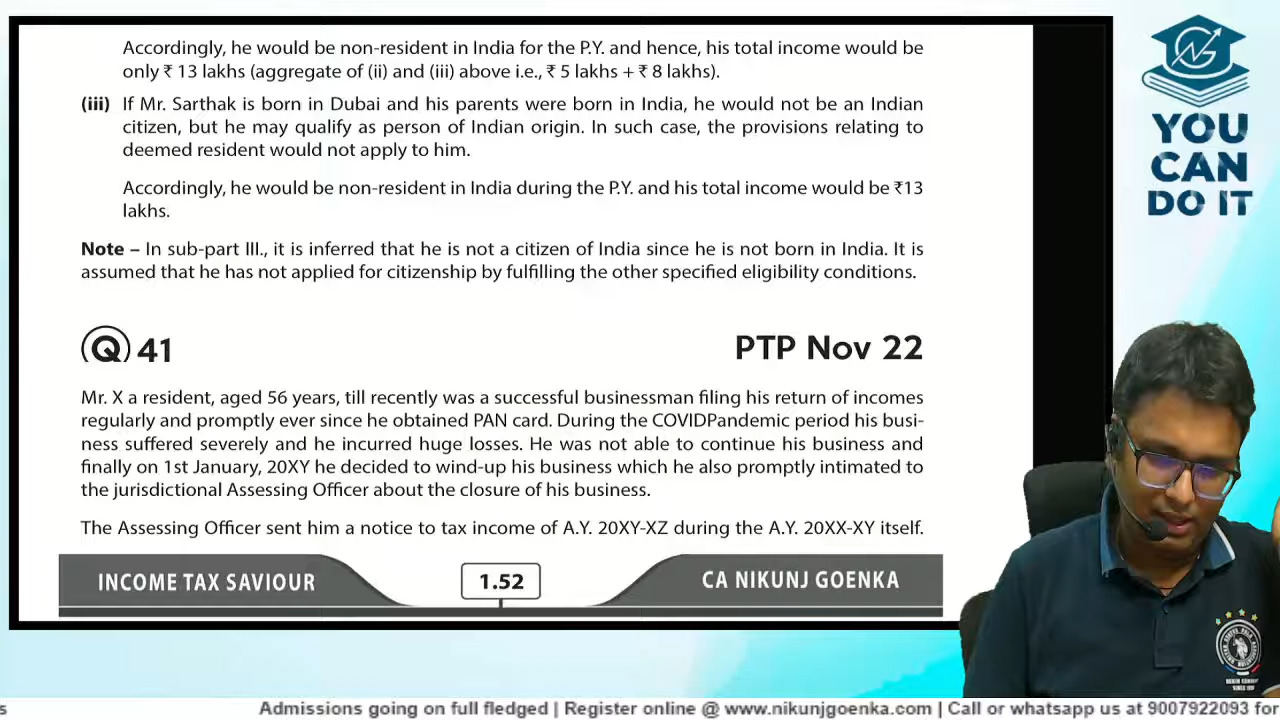 Accordingly, he would be non-resident in India for the P.Y. and hence, his total income would be
only ₹ 13 lakhs (aggregate of (ii) and (iii) above i.e., ₹ 5 lakhs + ₹ 8 lakhs).
(iii) If Mr. Sarthak is born in Dubai and his parents were born in India, he would not be an Indian
citizen, but he may qualify as person of Indian origin. In such case, the provisions relating to
deemed resident would not apply to him.
Accordingly, he would be non-resident in India during the P.Y. and his total income would be ₹13
lakhs.
Note – In sub-part III., it is inferred that he is not a citizen of India since he is not born in India. It is
assumed that he has not applied for citizenship by fulfilling the other specified eligibility conditions.
Q 41
PTP Nov 22
Mr. X a resident, aged 56 years, till recently was a successful businessman filing his return of incomes
regularly and promptly ever since he obtained PAN card. During the COVIDPandemic period his busi-
ness suffered severely and he incurred huge losses. He was not able to continue his business and
finally on 1st January, 20XY he decided to wind-up his business which he also promptly intimated to
the jurisdictional Assessing Officer about the closure of his business.
The Assessing Officer sent him a notice to tax income of A.Y. 20XY-XZ during the A.Y. 20XX-XY itself.
INCOME TAX SAVIOUR
1.52
CA NIKUNJ GOENKA
YOU
CAN
DO IT
s
Admissions going on full fledged | Register online @ www.nikunjgoenka.com | Call or whatsapp us at 9007922093 for